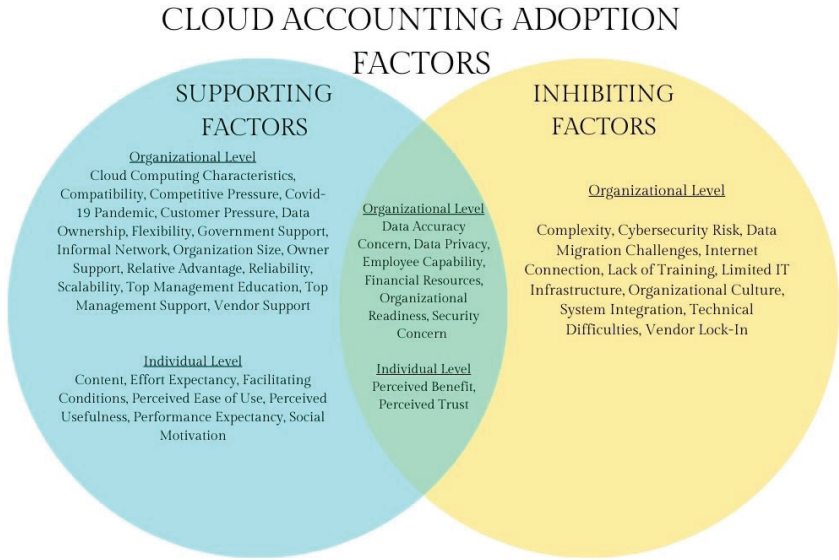 CLOUD ACCOUNTING ADOPTION
FACTORS
SUPPORTING
FACTORS
Organizational Level
Cloud Computing Characteristics,
Compatibility, Competitive Pressure, Covid-
19 Pandemic, Customer Pressure, Data
Ownership, Flexibility, Government Support,
Informal Network, Organization Size, Owner
Support, Relative Advantage, Reliability,
Scalability, Top Management Education, Top
Management Support, Vendor Support
Individual Level
Content, Effort Expectancy, Facilitating
Conditions, Perceived Ease of Use, Perceived
Usefulness, Performance Expectancy, Social
Motivation
Organizational Level
Data Accuracy
Concern, Data Privacy,
Employee Capability,
Financial Resources,
Organizational
Readiness, Security
Concern
Individual Level
Perceived Benefit,
Perceived Trust
INHIBITING
FACTORS
Organizational Level
Complexity, Cybersecurity Risk, Data
Migration Challenges, Internet
Connection, Lack of Training, Limited IT
Infrastructure, Organizational Culture,
System Integration, Technical
Difficulties, Vendor Lock-In